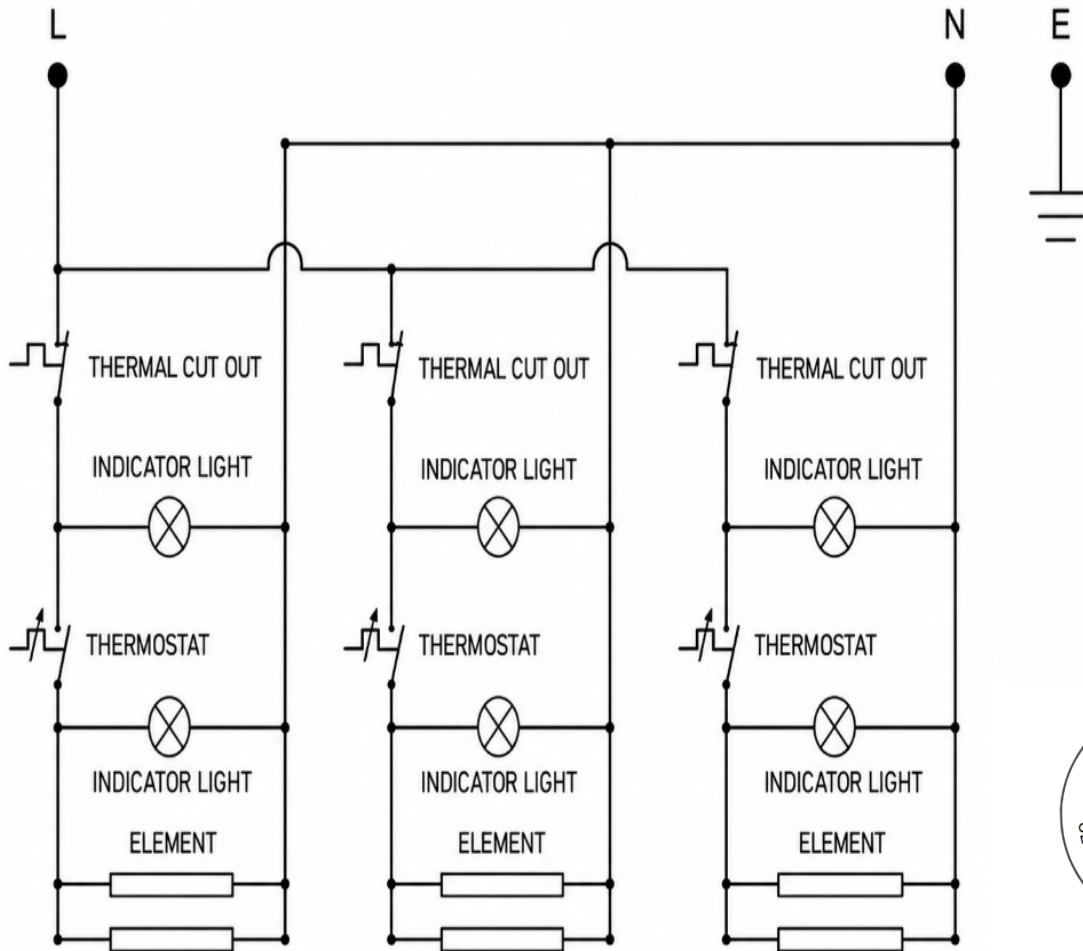 L N E
THERMAL CUT OUT THERMAL CUT OUT THERMAL CUT OUT
INDICATOR LIGHT INDICATOR LIGHT INDICATOR LIGHT
THERMOSTAT THERMOSTAT THERMOSTAT
INDICATOR LIGHT INDICATOR LIGHT INDICATOR LIGHT
ELEMENT ELEMENT ELEMENT